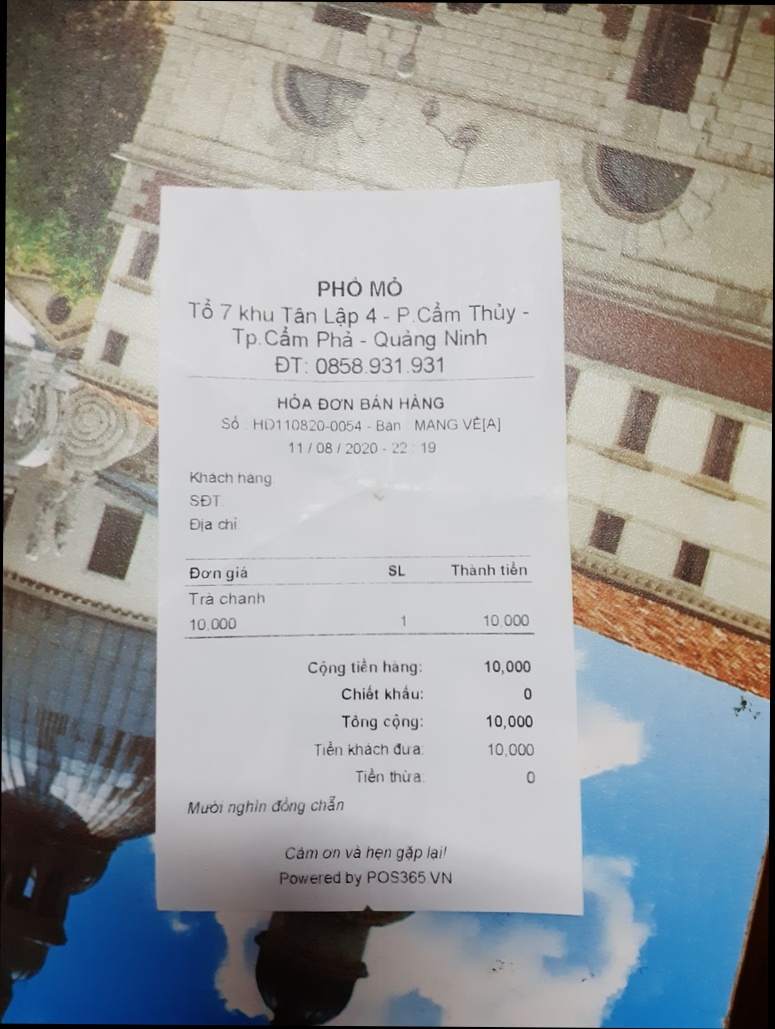 PHỞ MỎ
Tổ 7 khu Tân Lập 4 - P.Cẩm Thủy -
Tp.Cẩm Phả - Quảng Ninh
ĐT: 0858.931.931
HÓA ĐƠN BÁN HÀNG
Số : HD110820-0054 - Bàn : MANG VỀ[A]
11 / 08 / 2020 - 22 : 19
Khách hàng:
SĐT:
Địa chỉ:
Đơn giá SL Thành tiền
Trà chanh
10,000 1 10,000
Cộng tiền hàng: 10,000
Chiết khấu: 0
Tổng cộng: 10,000
Tiền khách đưa: 10,000
Tiền thừa: 0
Mười nghìn đồng chẵn
Cảm ơn và hẹn gặp lại!
Powered by POS365.VN